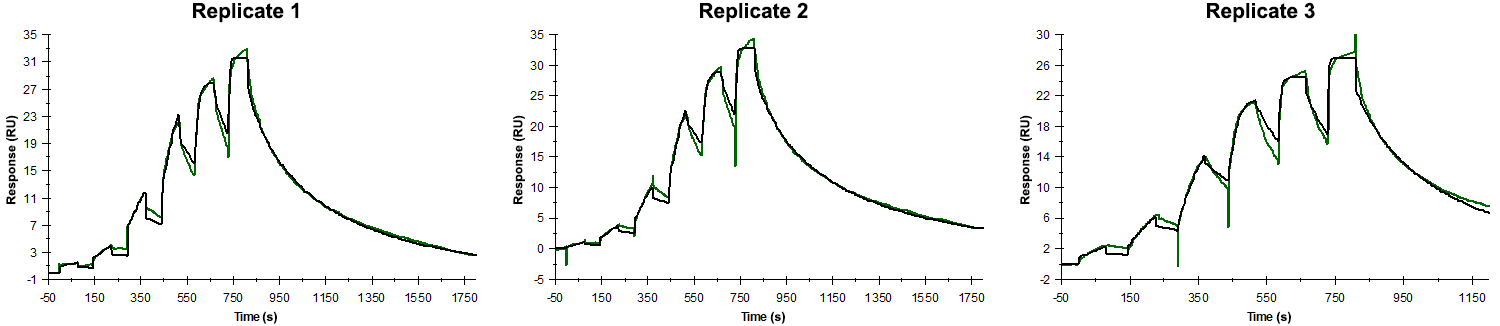 Replicate 1
Replicate 2
Replicate 3
35
31
27
23
19
15
11
7
3
-1
Response (RU)
-50 150 350 550 750 950 1150 1350 1550 1750
Time (s)
35
30
25
20
15
10
5
0
-5
Response (RU)
-50 150 350 550 750 950 1150 1350 1550 1750
Time (s)
30
26
22
18
14
10
6
2
-2
Response (RU)
-50 150 350 550 750 950 1150
Time (s)